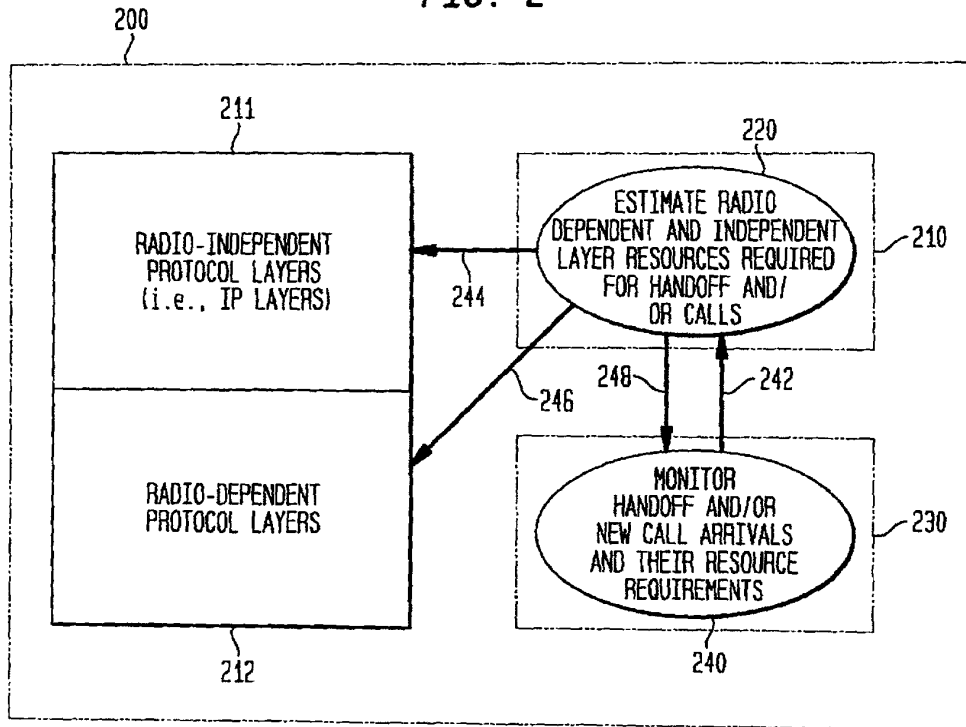 FIG. 2
200
211
220
RADIO-INDEPENDENT
PROTOCOL LAYERS
(i.e., IP LAYERS)
ESTIMATE RADIO
DEPENDENT AND INDEPENDENT
LAYER RESOURCES REQUIRED
FOR HANDOFF AND/
OR CALLS
210
244
246
248
242
RADIO-DEPENDENT
PROTOCOL LAYERS
MONITOR
HANDOFF AND/OR
NEW CALL ARRIVALS
AND THEIR RESOURCE
REQUIREMENTS
230
212
240